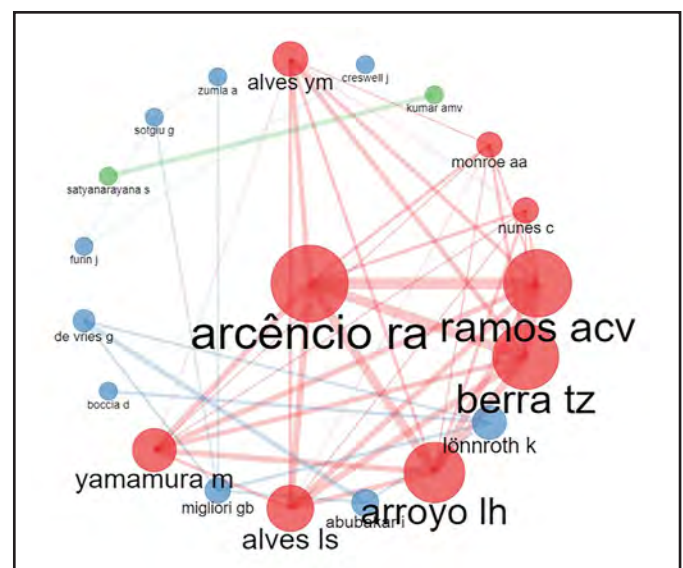 alves ym
creswell j
zumla a
kumar amv
sotgiu g
monroe aa
satyanarayana s
nunes c
furin j
arcêncio ra
ramos acv
de vries g
boccia d
berra tz
lönnroth k
yamamura m
migliori gb
abubakar i
arroyo lh
alves ls